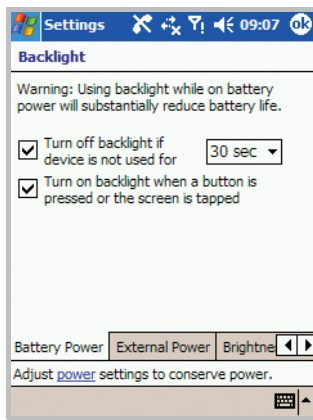 Settings 09:07 ok
Backlight
Warning: Using backlight while on battery
power will substantially reduce battery life.
Turn off backlight if
device is not used for 30 sec
Turn on backlight when a button is
pressed or the screen is tapped
Battery Power External Power Brightne
Adjust power settings to conserve power.